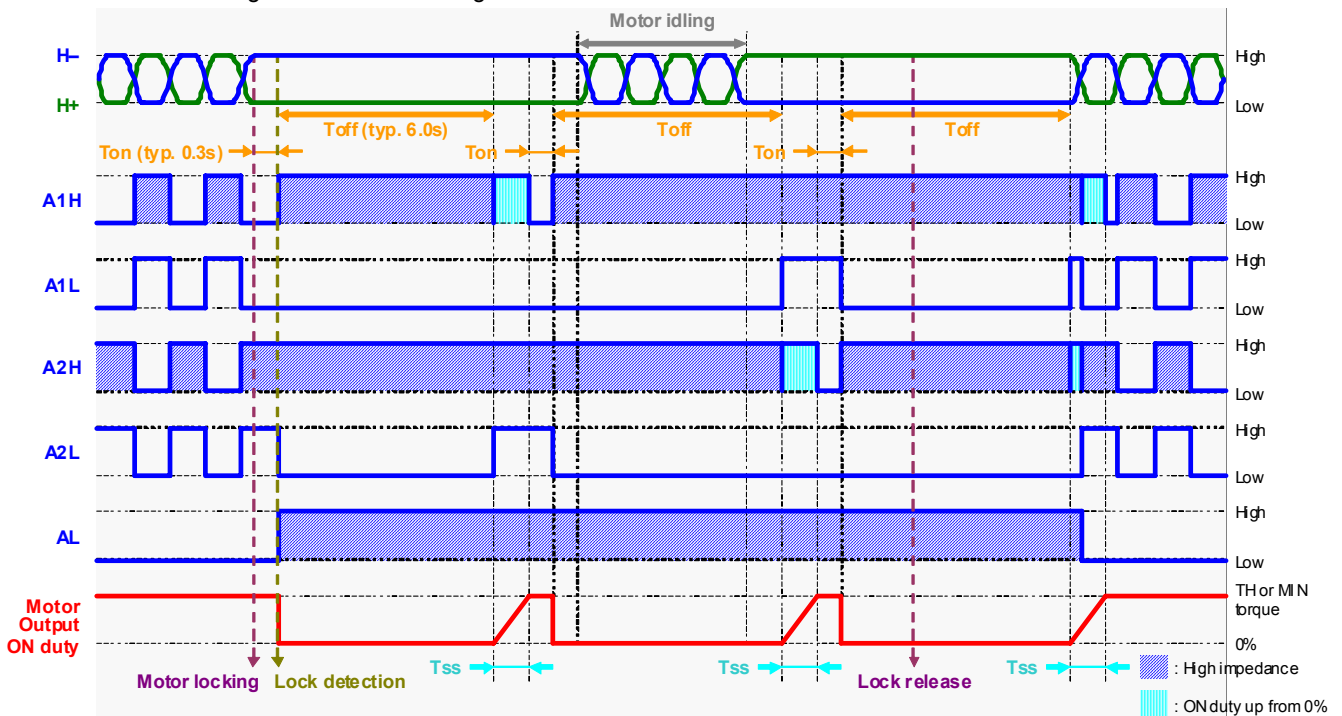 Motor idling
H–
High
H+
Low
Toff (typ. 6.0s)
Toff
Toff
Ton (typ. 0.3s)
Ton
Ton
A1H
High
Low
A1L
High
Low
A2H
High
Low
A2L
High
Low
AL
High
Low
Motor
Output
ON duty
TH or MIN
torque
0%
Tss
Tss
Tss
Motor locking
Lock detection
Lock release
: High impedance
: ON duty up from 0%